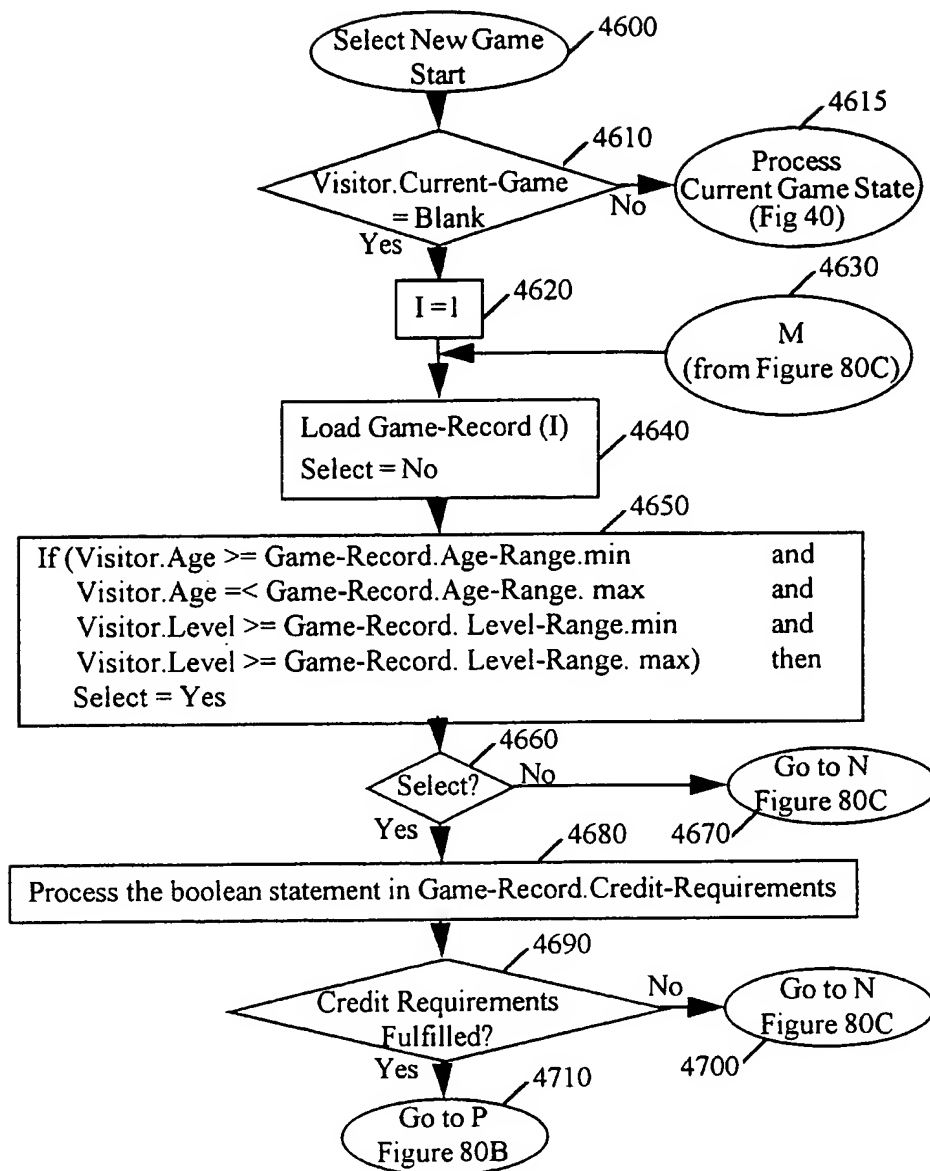 Select New Game
Start
4600
4610
Visitor.Current-Game
= Blank
No
Yes
4615
Process
Current Game State
(Fig 40)
I =1
4620
4630
M
(from Figure 80C)
Load Game-Record (I)
Select = No
4640
4650
If (Visitor.Age >= Game-Record.Age-Range.min and
Visitor.Age =< Game-Record.Age-Range. max and
Visitor.Level >= Game-Record. Level-Range.min and
Visitor.Level >= Game-Record. Level-Range. max) then
Select = Yes
4660
Select?
No
Yes
Go to N
Figure 80C
4670
4680
Process the boolean statement in Game-Record.Credit-Requirements
4690
Credit Requirements
Fulfilled?
No
Yes
Go to N
Figure 80C
4700
4710
Go to P
Figure 80B